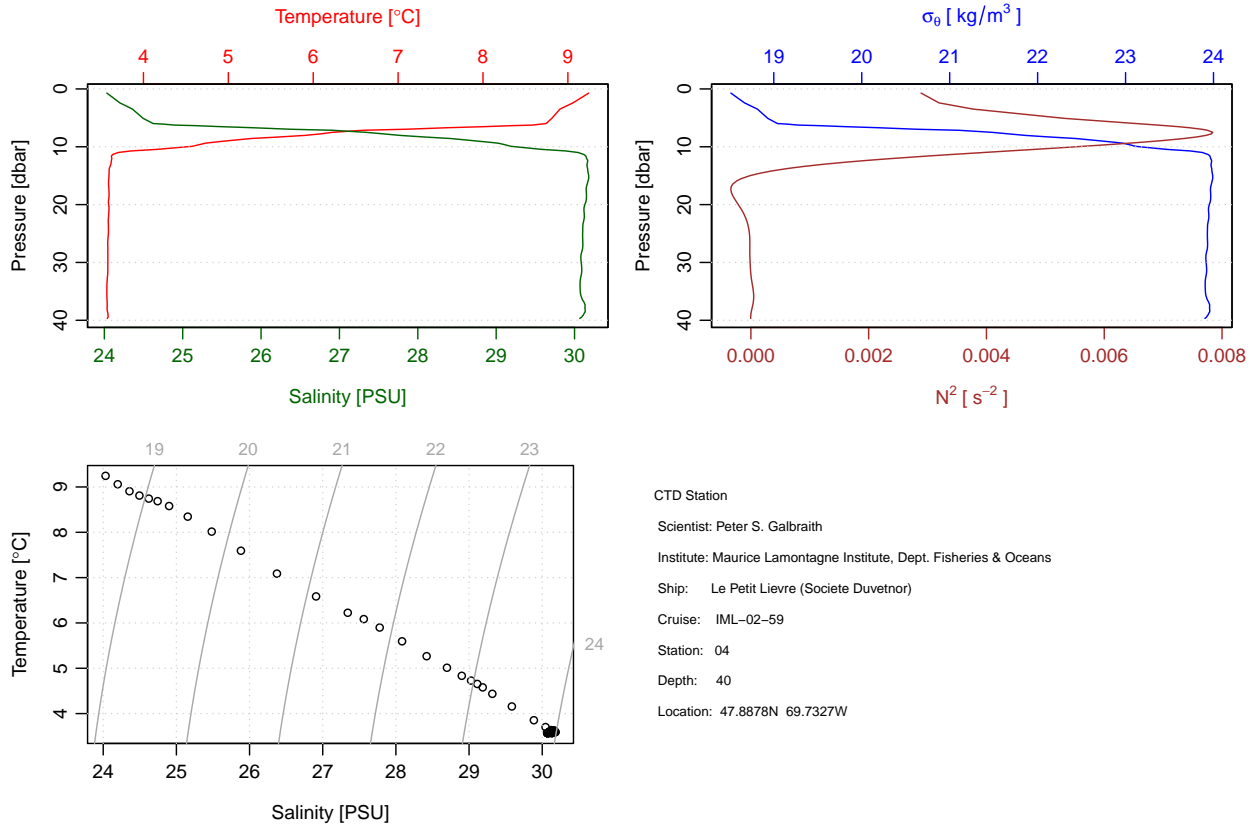 Temperature [°C]
4 5 6 7 8 9
0
10
20
30
40
Pressure [dbar]
24 25 26 27 28 29 30
Salinity [PSU]
σθ [ kg/m³ ]
19 20 21 22 23 24
0
10
20
30
40
Pressure [dbar]
0.000 0.002 0.004 0.006 0.008
N² [ s⁻² ]
19 20 21 22 23
24
9
8
7
6
5
4
Temperature [°C]
24 25 26 27 28 29 30
Salinity [PSU]
CTD Station
Scientist: Peter S. Galbraith
Institute: Maurice Lamontagne Institute, Dept. Fisheries & Oceans
Ship: Le Petit Lievre (Societe Duvetnor)
Cruise: IML−02−59
Station: 04
Depth: 40
Location: 47.8878N 69.7327W